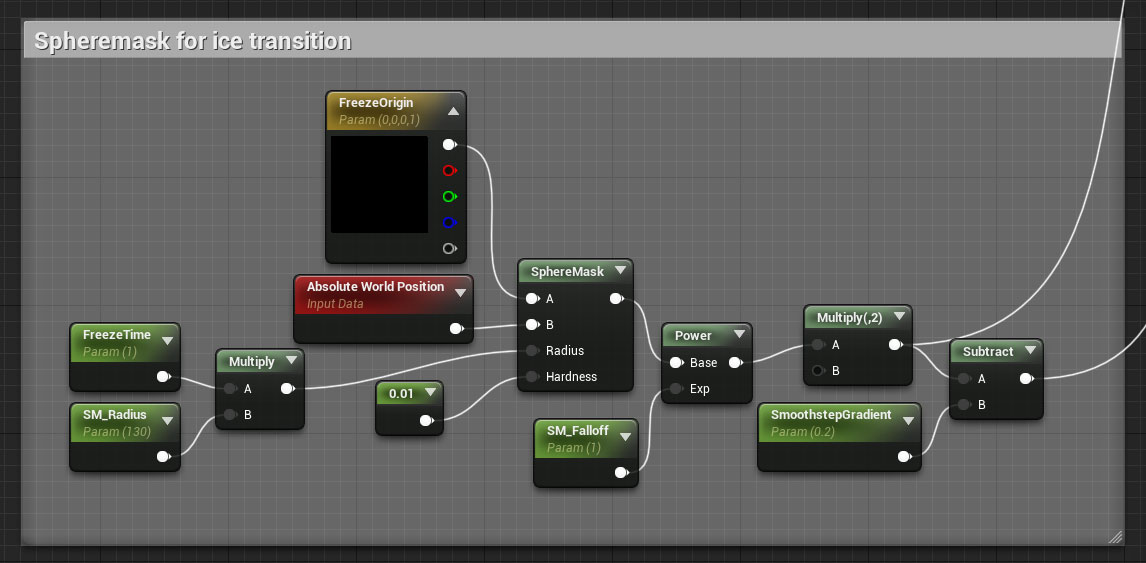 Spheremask for ice transition
FreezeOrigin
Param (0,0,0,1)
Absolute World Position
Input Data
SphereMask
A
B
Radius
Hardness
FreezeTime
Param (1)
Multiply
A
B
SM_Radius
Param (130)
0.01
Power
Base
Exp
SM_Falloff
Param (1)
Multiply(,2)
A
B
SmoothstepGradient
Param (0.2)
Subtract
A
B